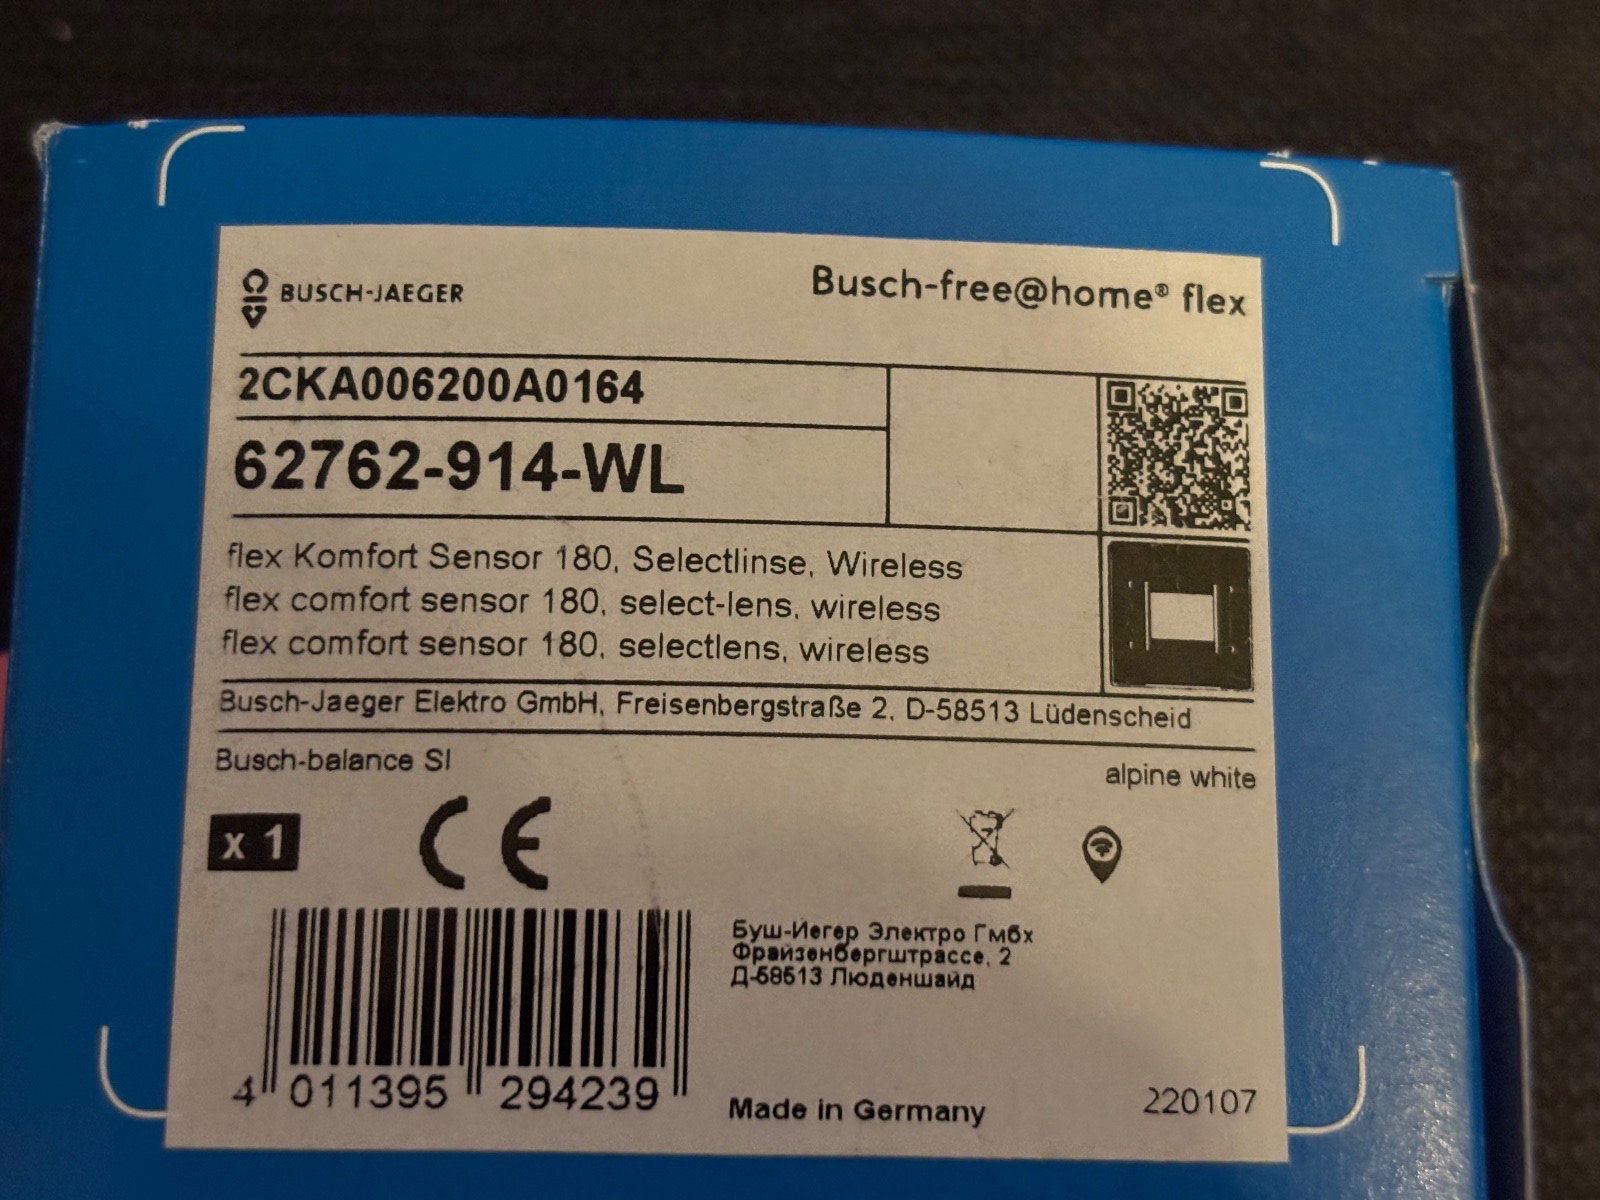 BUSCH-JAEGER
Busch-free@home® flex
2CKA006200A0164
62762-914-WL
flex Komfort Sensor 180, Selectlinse, Wireless
flex comfort sensor 180, select-lens, wireless
flex comfort sensor 180, selectlens, wireless
Busch-Jaeger Elektro GmbH, Freisenbergstraße 2, D-58513 Lüdenscheid
Busch-balance SI
alpine white
x 1
CE
Буш-Йегер Электро Гмбх
Фрайзенбергштрассе, 2
Д-58513 Люденшайд
4 011395 294239
Made in Germany
220107